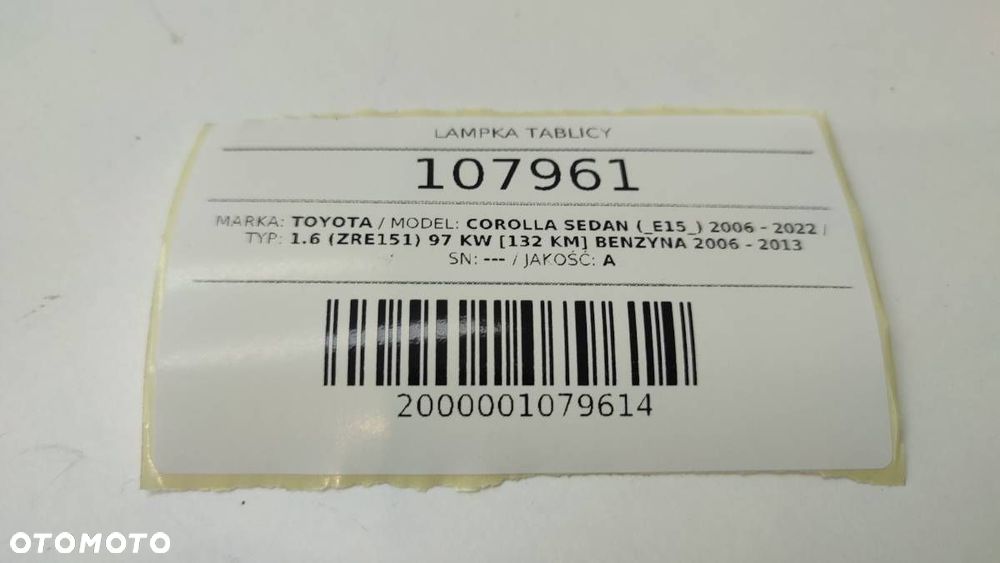 LAMPKA TABLICY
107961
MARKA: TOYOTA / MODEL: COROLLA SEDAN (_E15_) 2006 - 2022 /
TYP: 1.6 (ZRE151) 97 KW [132 KM] BENZYNA 2006 - 2013
SN: --- / JAKOŚĆ: A
2000001079614
OTOMOTO